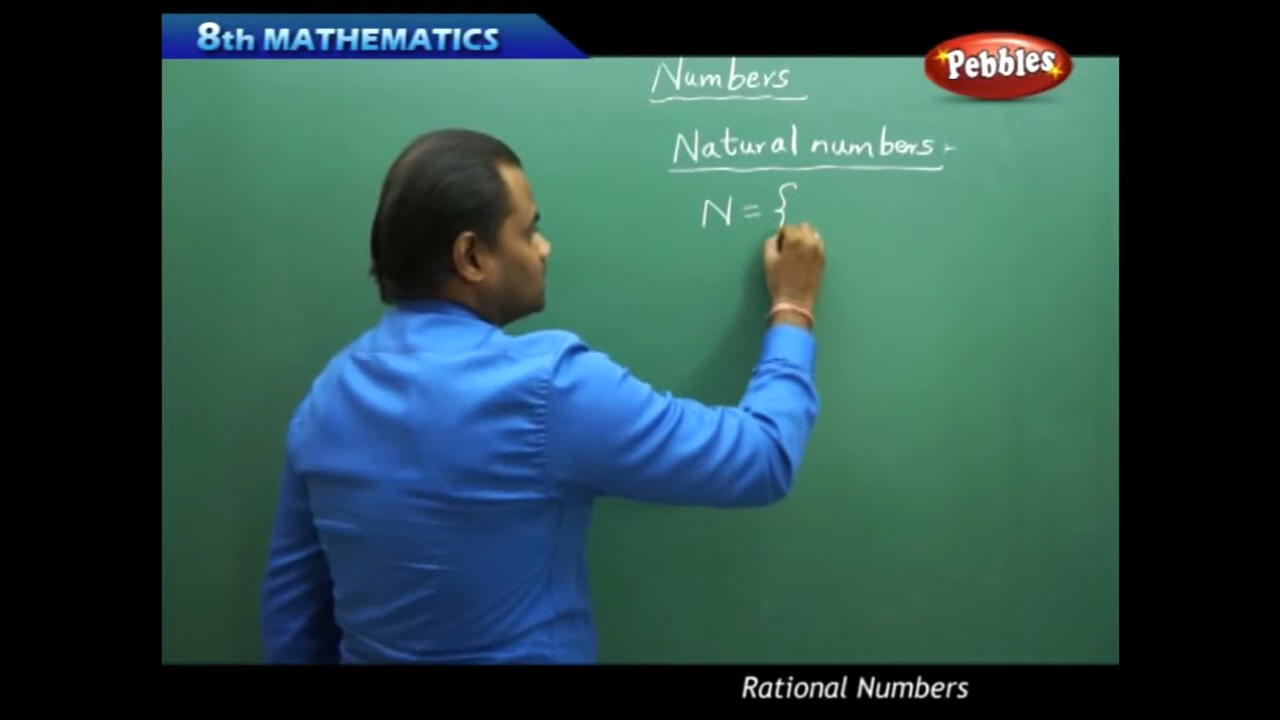 8th MATHEMATICS
Pebbles
Numbers
Natural numbers:-
N = {
Rational Numbers